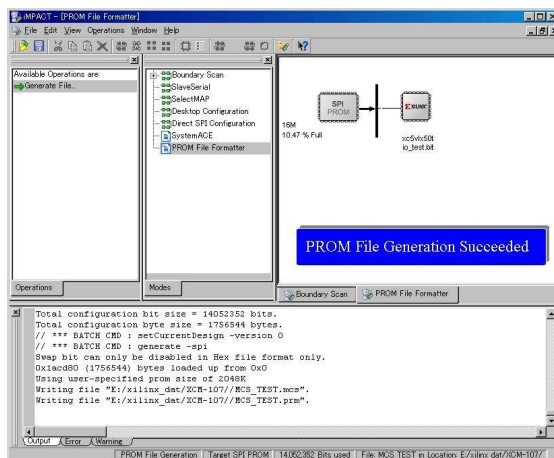 iMPACT - [PROM File Formatter]
File Edit View Operations Window Help
Available Operations are
Generate File..
Operations
Boundary Scan
SlaveSerial
SelectMAP
Desktop Configuration
Direct SPI Configuration
SystemACE
PROM File Formatter
Modes
SPI
PROM
16M
10.47 % Full
XILINX
xc5vlx50t
io_test.bit
PROM File Generation Succeeded
Boundary Scan PROM File Formatter
Total configuration bit size = 14052352 bits.
Total configuration byte size = 1756544 bytes.
// *** BATCH CMD : setCurrentDesign -version 0
// *** BATCH CMD : generate -spi
Swap bit can only be disabled in Hex file format only.
0x1acd80 (1756544) bytes loaded up from 0x0
Using user-specified prom size of 2048K
Writing file "E:/xilinx_dat/XCM-107//MCS_TEST.mcs".
Writing file "E:/xilinx_dat/XCM-107//MCS_TEST.prm".
Output Error Warning
PROM File Generation Target SPI PROM 14,052,352 Bits used File: MCS_TEST in Location: E:/xilinx_dat/XCM-107/